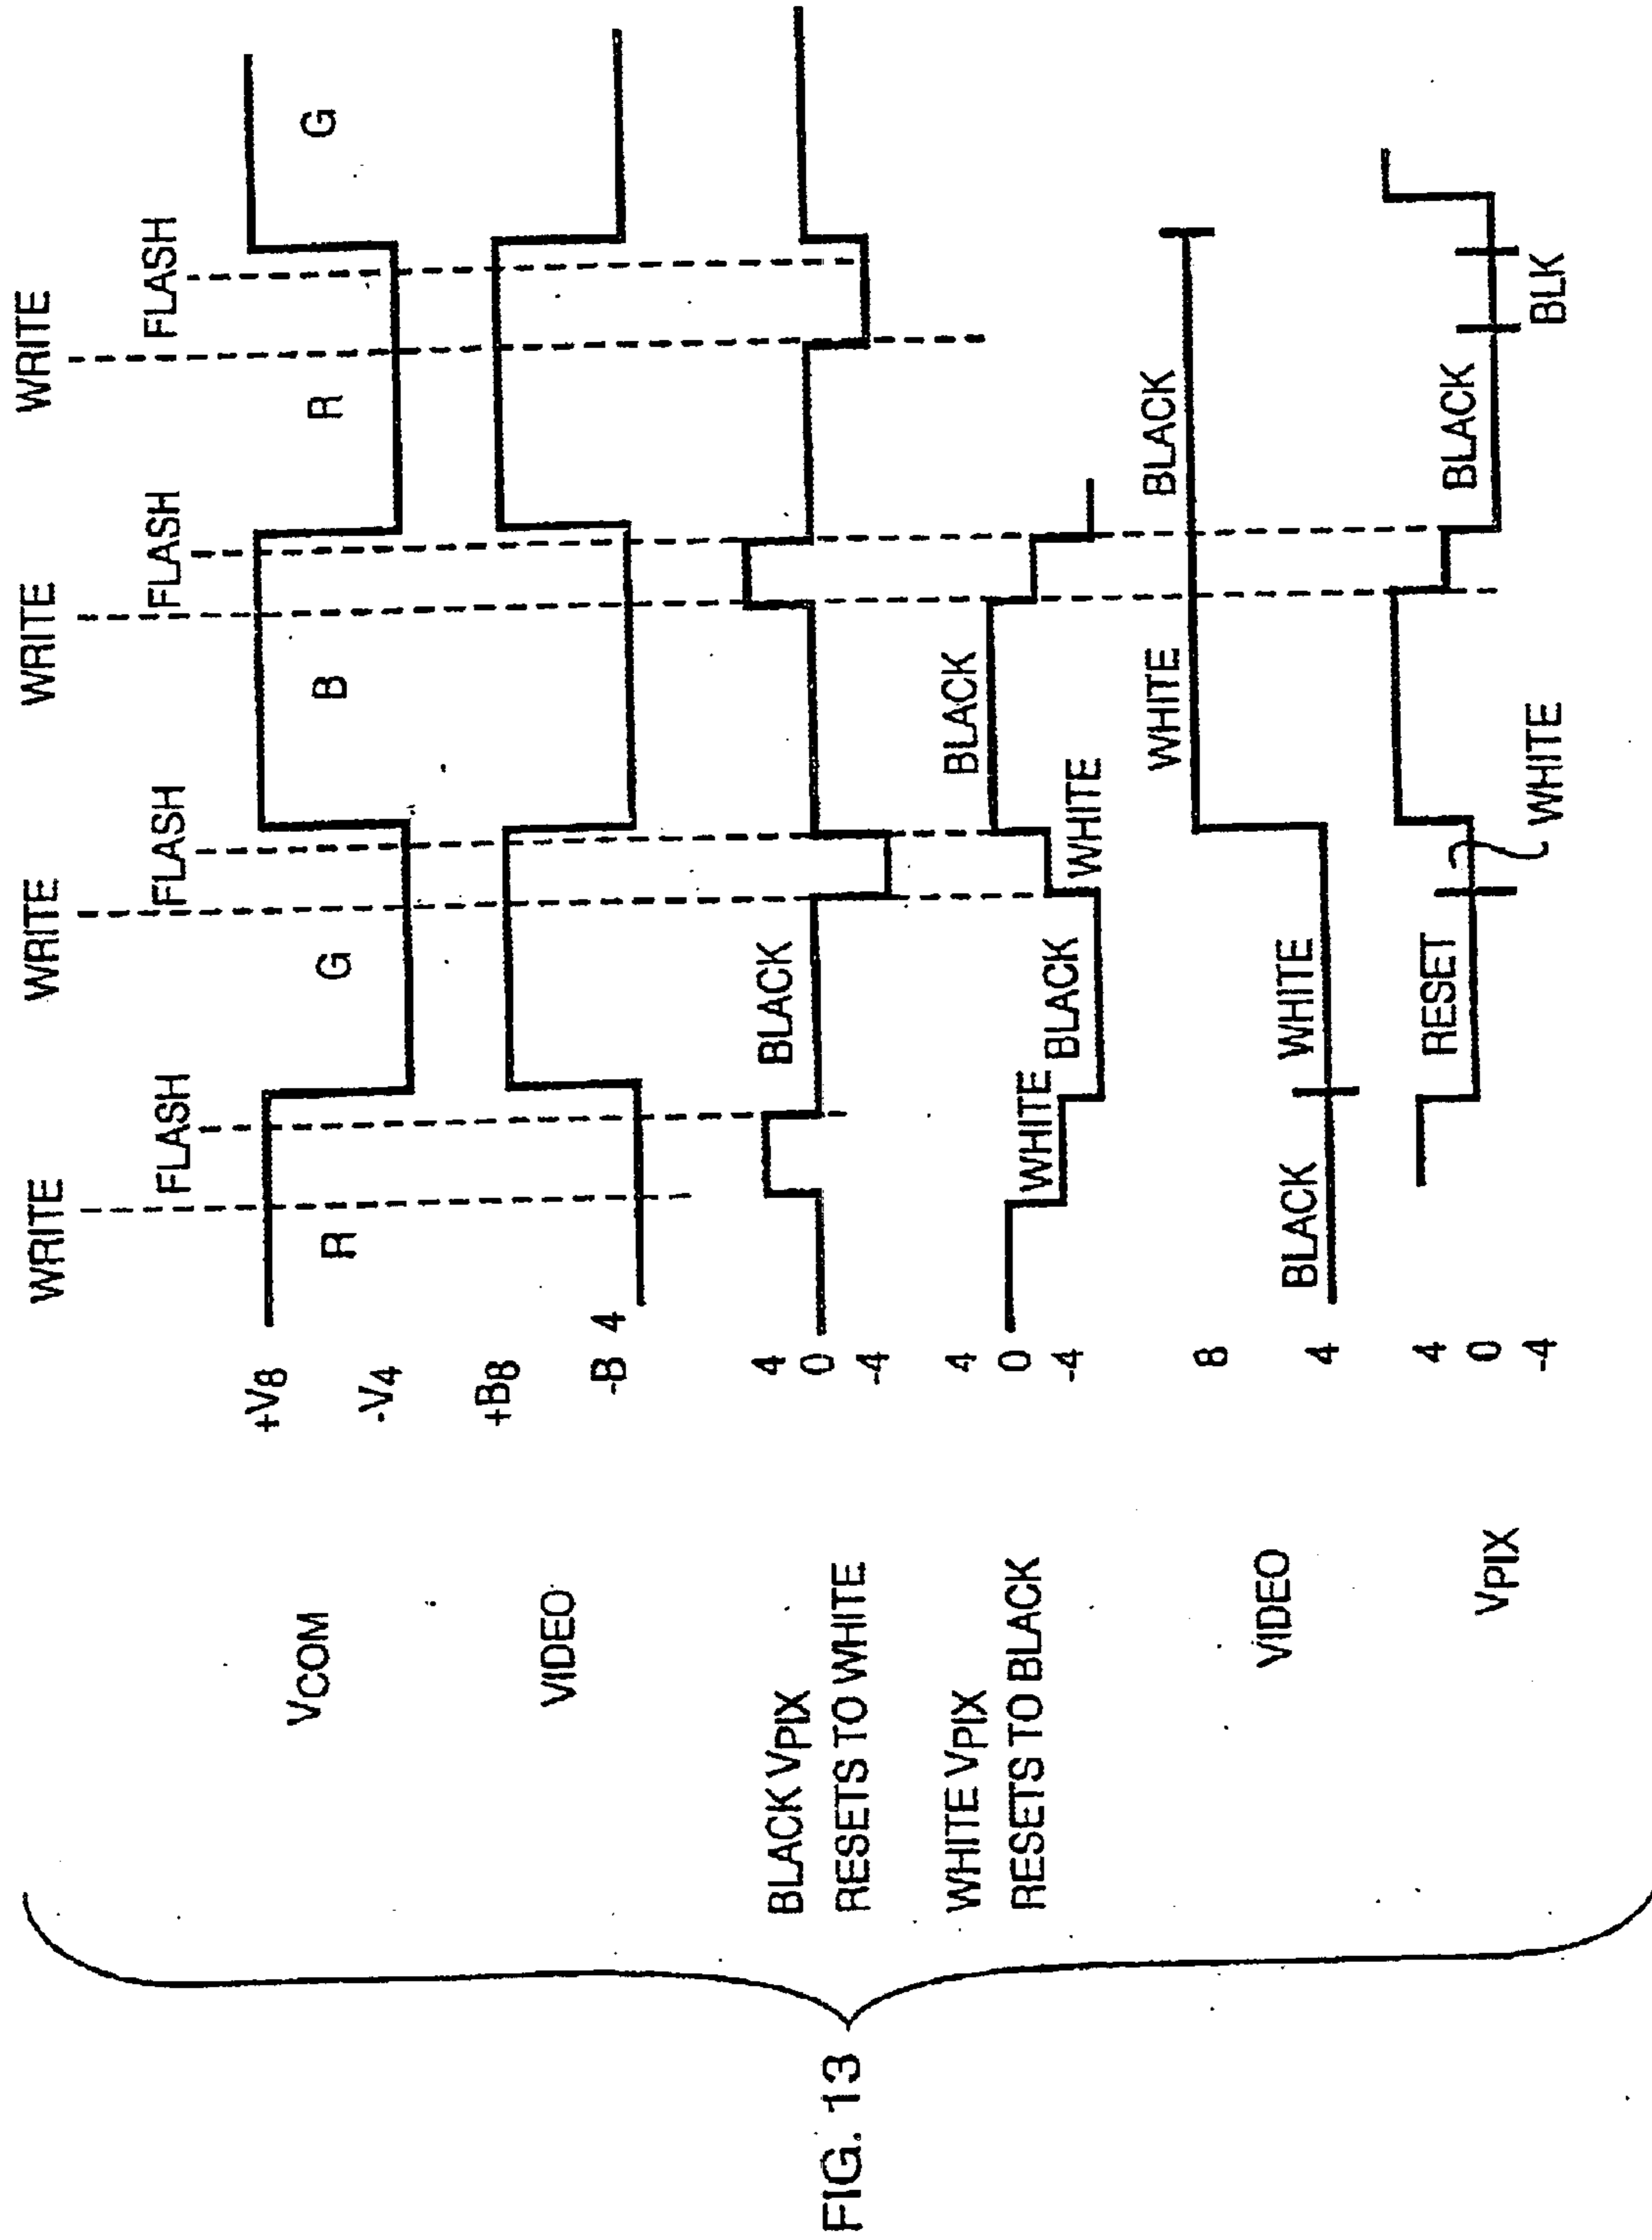 WRITE WRITE WRITE WRITE
FLASH FLASH FLASH FLASH
VCOM +V8 -V4 R G B R G
VIDEO +B8 -B 4
BLACK VPIX
RESETS TO WHITE
4
0
-4
BLACK
WHITE VPIX
RESETS TO BLACK
4
0
-4
WHITE BLACK WHITE BLACK
VIDEO
8
4
BLACK WHITE WHITE BLACK
VPIX
4
0
-4
RESET WHITE BLACK BLK
FIG. 13